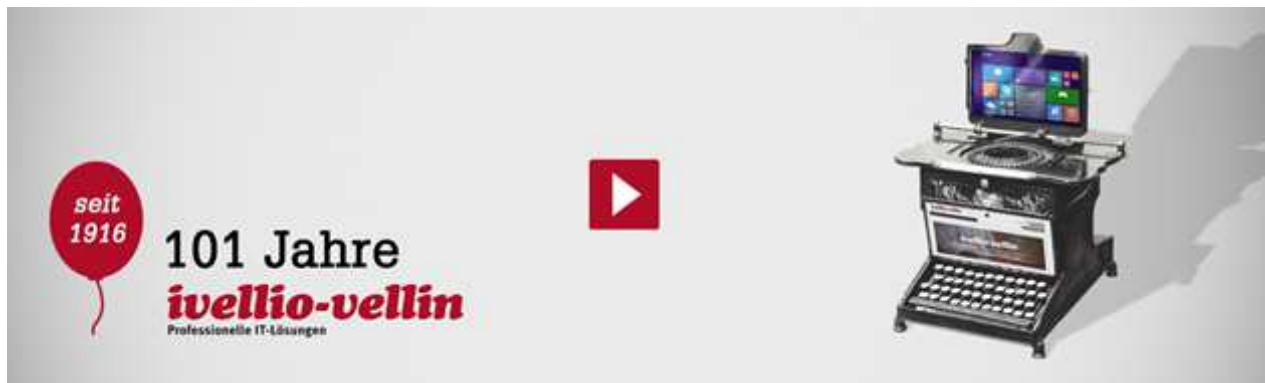 seit
1916
101 Jahre
ivellio-vellin
Professionelle IT-Lösungen